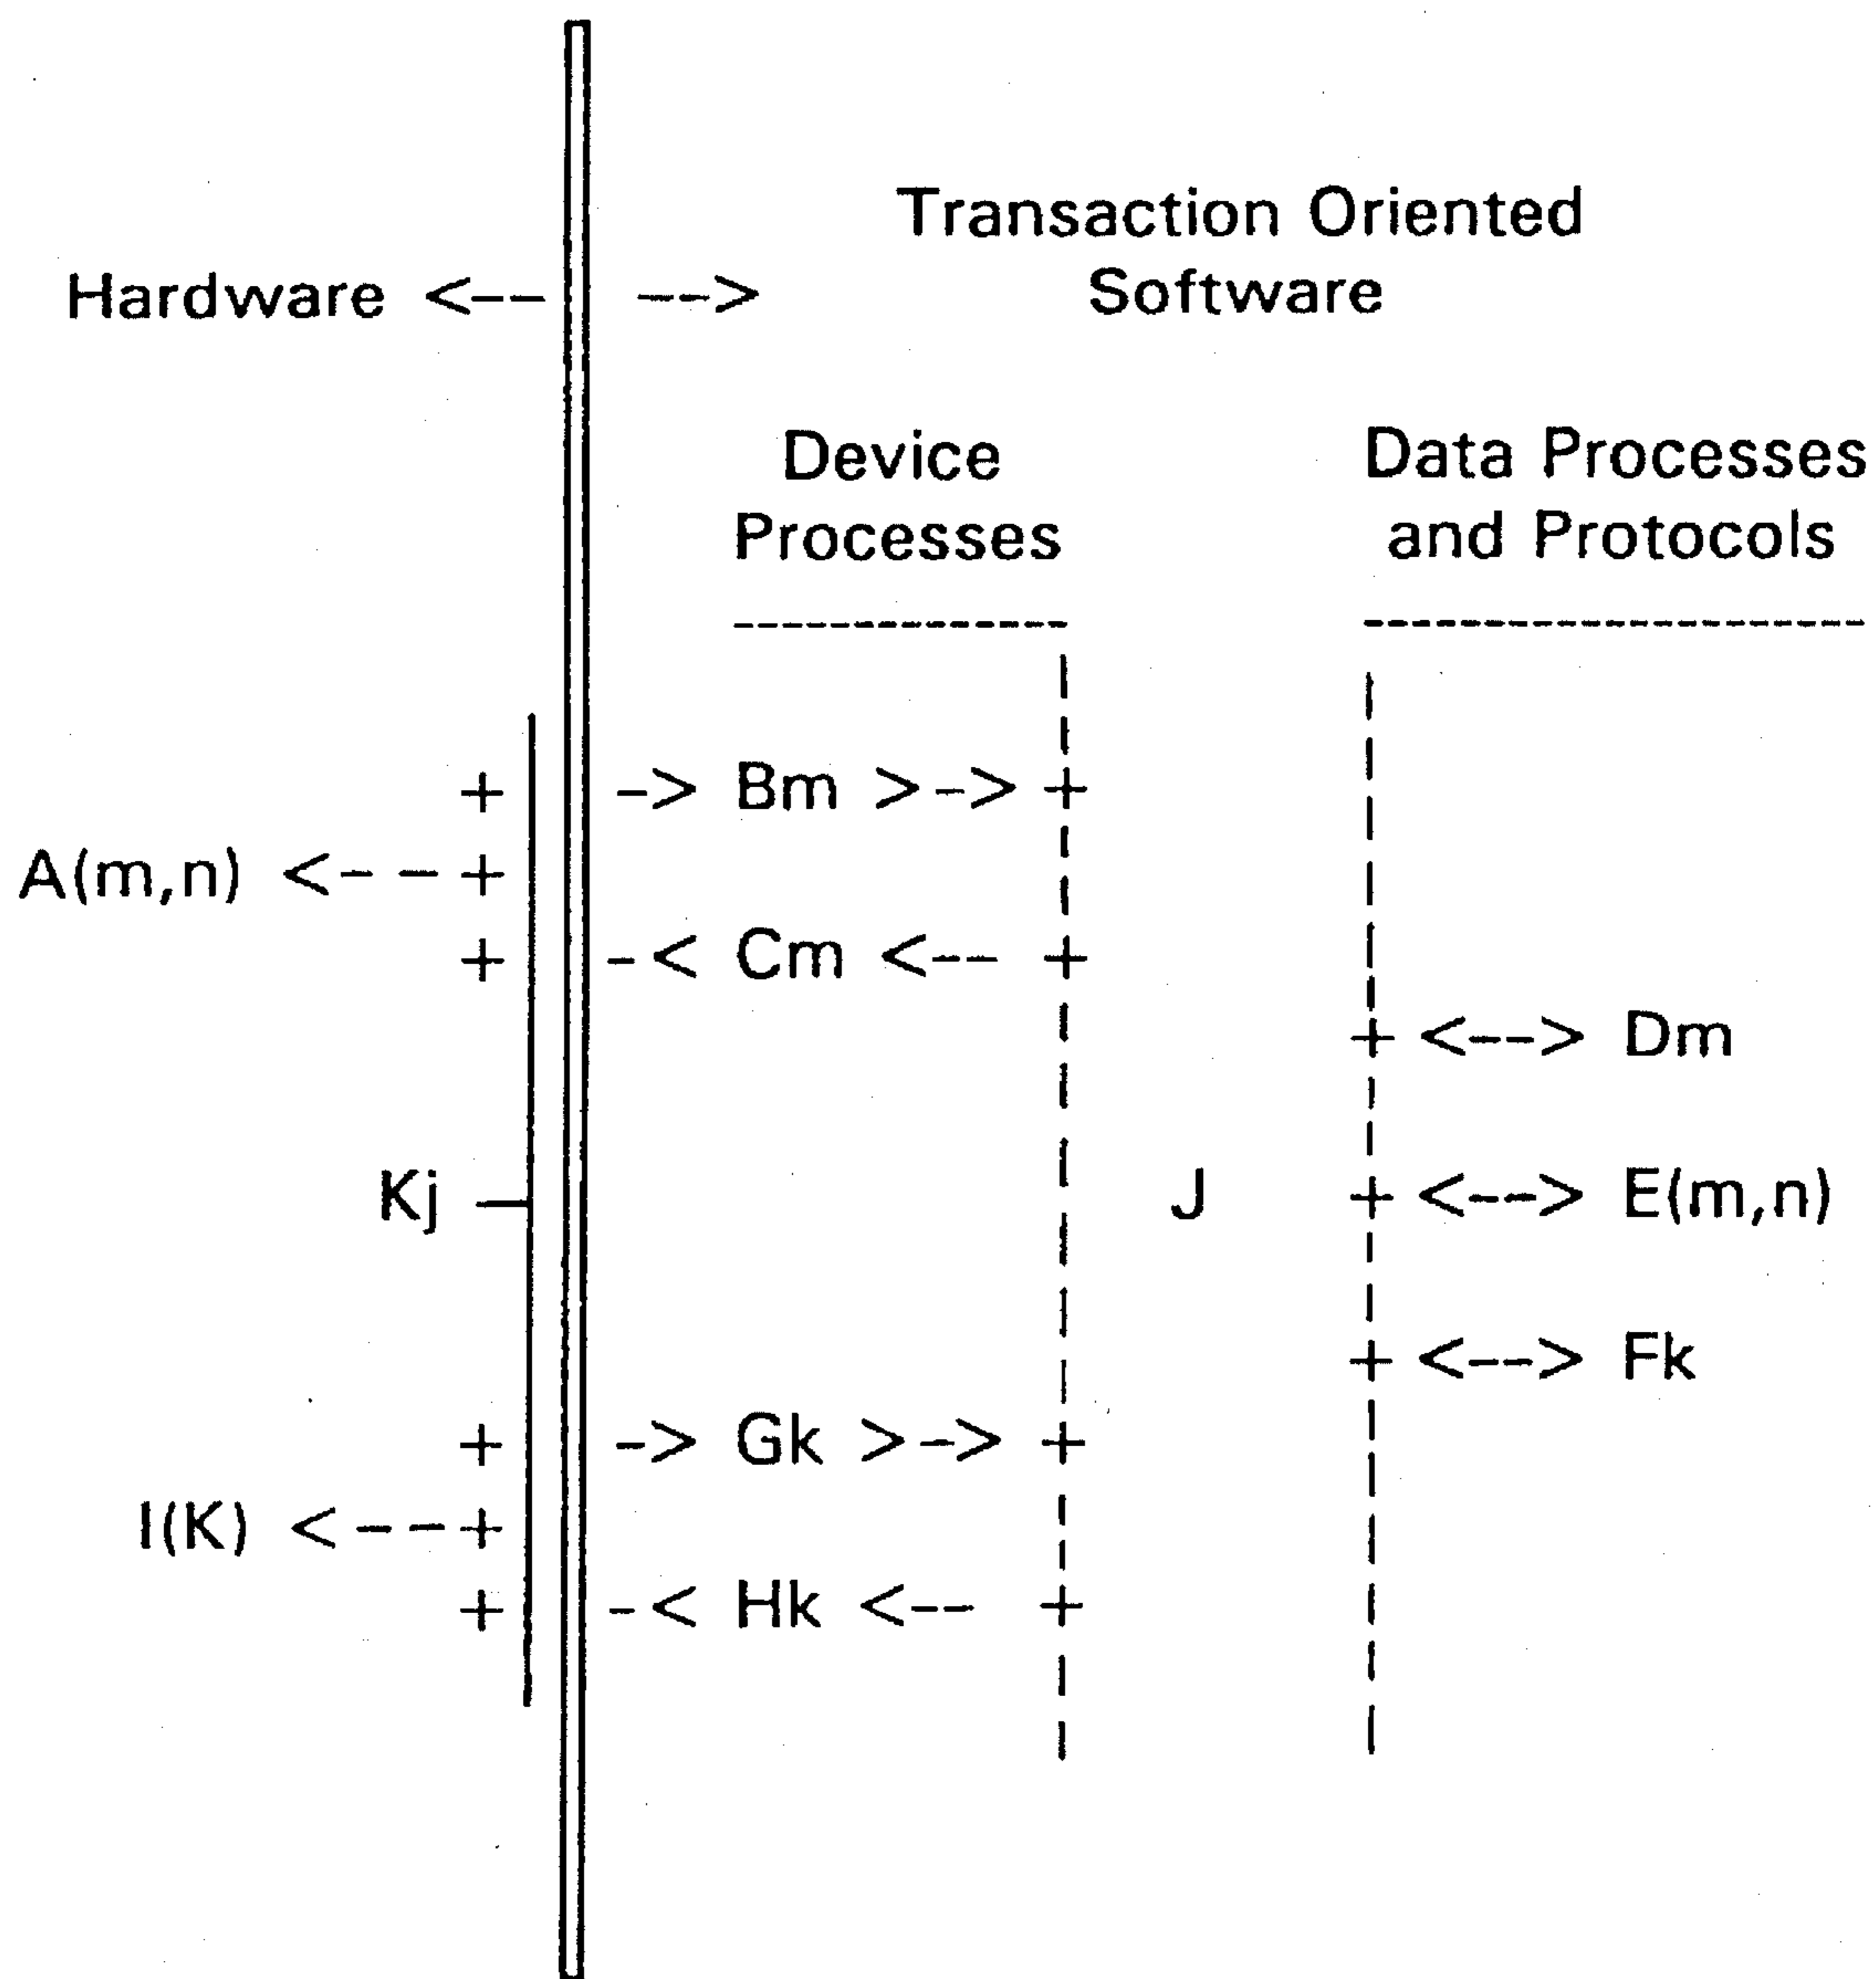 Transaction Oriented
Hardware <-- --> Software
Device Data Processes
Processes and Protocols
+ -> Bm >-> +
A(m,n) <--+
+ -< Cm <-- +
+ <--> Dm
Kj J + <--> E(m,n)
+ <--> Fk
+ -> Gk >-> +
I(K) <--+
+ -< Hk <-- +